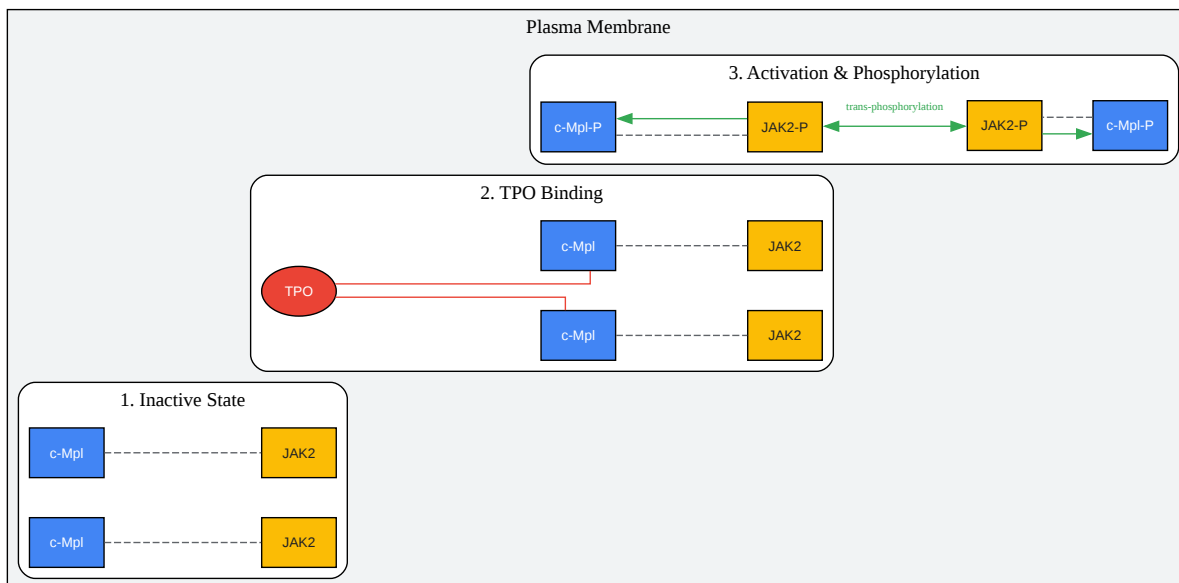 Plasma Membrane
3. Activation & Phosphorylation
c-Mpl-P
JAK2-P
trans-phosphorylation
JAK2-P
c-Mpl-P
2. TPO Binding
c-Mpl
JAK2
TPO
c-Mpl
JAK2
1. Inactive State
c-Mpl
JAK2
c-Mpl
JAK2